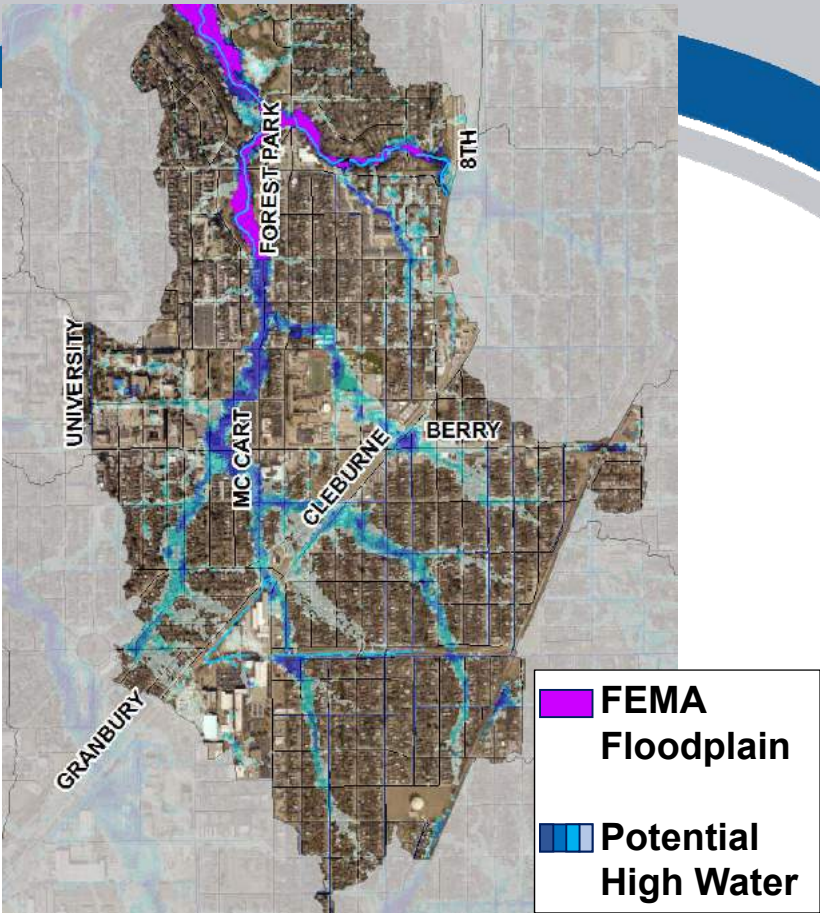 FOREST PARK
8TH
UNIVERSITY
MC CART
CLEBURNE
BERRY
GRANBURY
FEMA
Floodplain
Potential
High Water